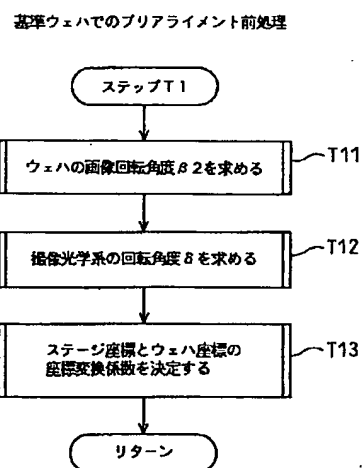 基準ウェハでのプリアライメント前処理
ステップT1
ウェハの画像回転角度β2を求める
T11
撮像光学系の回転角度δを求める
T12
ステージ座標とウェハ座標の
座標変換係数を決定する
T13
リターン